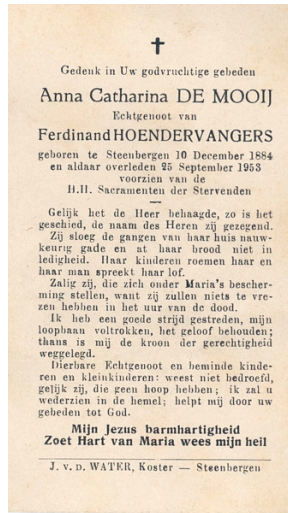 Gedenk in Uw godvruchtige gebeden
Anna Catharina DE MOOIJ
Echtgenoot van
Ferdinand HOENDERVANGERS
geboren te Steenbergen 10 December 1884
en aldaar overleden 25 September 1953
voorzien van de
H.H. Sacramenten der Stervenden
Gelijk het de Heer behaagde, zo is het
geschied, de naam des Heren zij gezegend.
Zij sloeg de gangen van haar huis nauw-
keurig gade en at haar brood niet in
ledigheid. Haar kinderen roemen haar en
haar man spreekt haar lof.
Zalig zij, die zich onder Maria's bescher-
ming stellen, want zij zullen niets te vre-
zen hebben in het uur van de dood.
Ik heb een goede strijd gestreden, mijn
loopbaan voltrokken, het geloof behouden;
thans is mij de kroon der gerechtigheid
weggelegd.
Dierbare Echtgenoot en beminde kinde-
ren en kleinkinderen: weest niet bedroefd,
gelijk zij, die geen hoop hebben; ik zal u
wederzien in de hemel; helpt mij door uw
gebeden tot God.
Mijn Jezus barmhartigheid
Zoet Hart van Maria wees mijn heil
J. v. D. WATER, Koster — Steenbergen